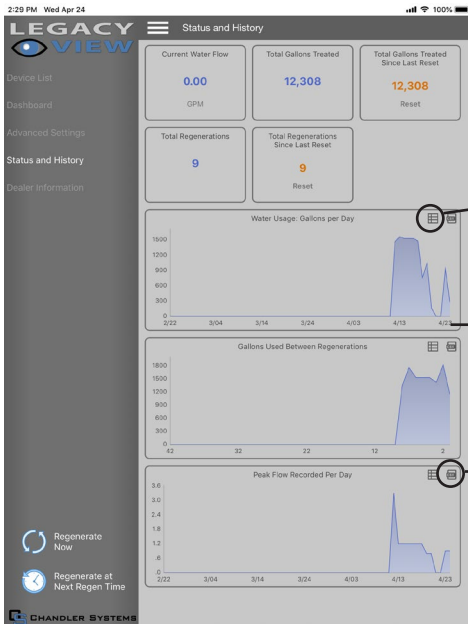 2:29 PM Wed Apr 24
100%
LEGACY
VIEW
Status and History
Device List
Dashboard
Advanced Settings
Status and History
Dealer Information
Regenerate
Now
Regenerate at
Next Regen Time
CHANDLER SYSTEMS
Current Water Flow
0.00
GPM
Total Gallons Treated
12,308
Total Gallons Treated
Since Last Reset
12,308
Reset
Total Regenerations
9
Total Regenerations
Since Last Reset
9
Reset
Water Usage: Gallons per Day
1500
1200
900
600
300
0
2/22 3/04 3/14 3/24 4/03 4/13 4/23
Gallons Used Between Regenerations
1800
1500
1200
900
600
300
0
42 32 22 12 2
Peak Flow Recorded Per Day
3.6
3.0
2.4
1.8
1.2
.6
.0
2/22 3/04 3/14 3/24 4/03 4/13 4/23